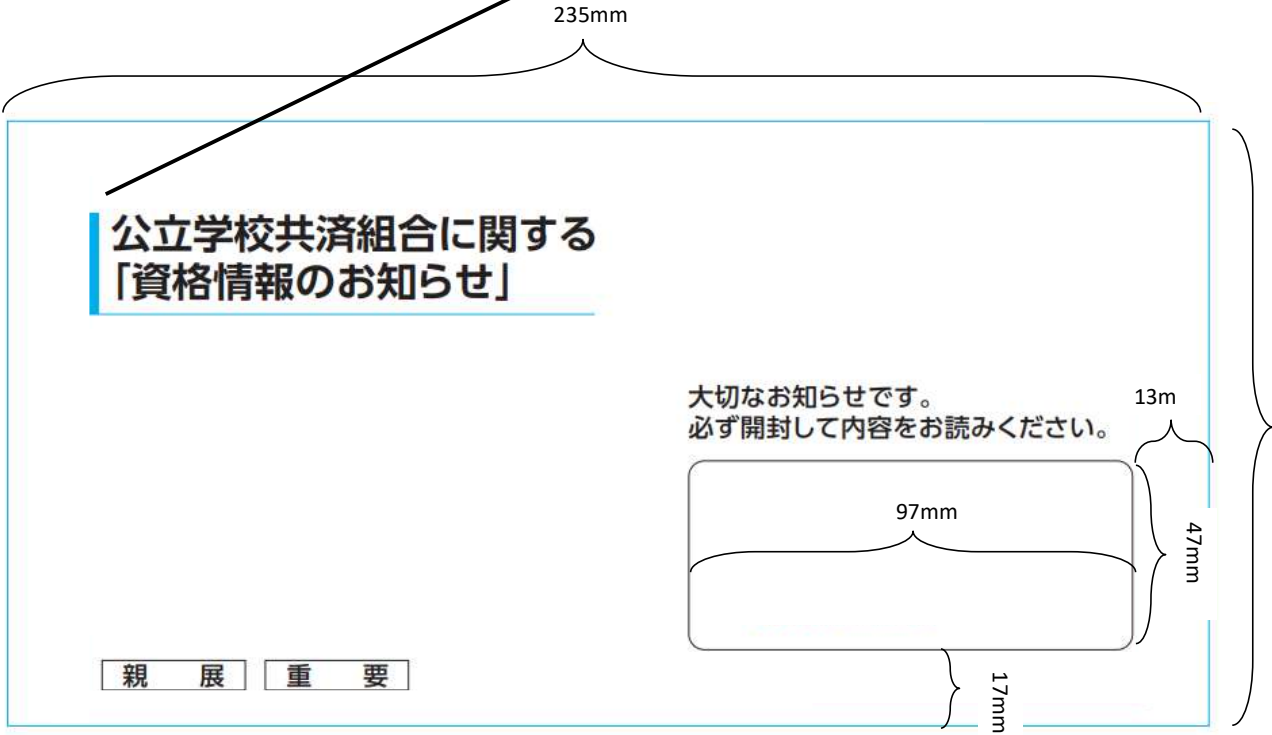 235mm
公立学校共済組合に関する
「資格情報のお知らせ」
大切なお知らせです。
必ず開封して内容をお読みください。
13m
97mm
47mm
親　展
重　要
17mm